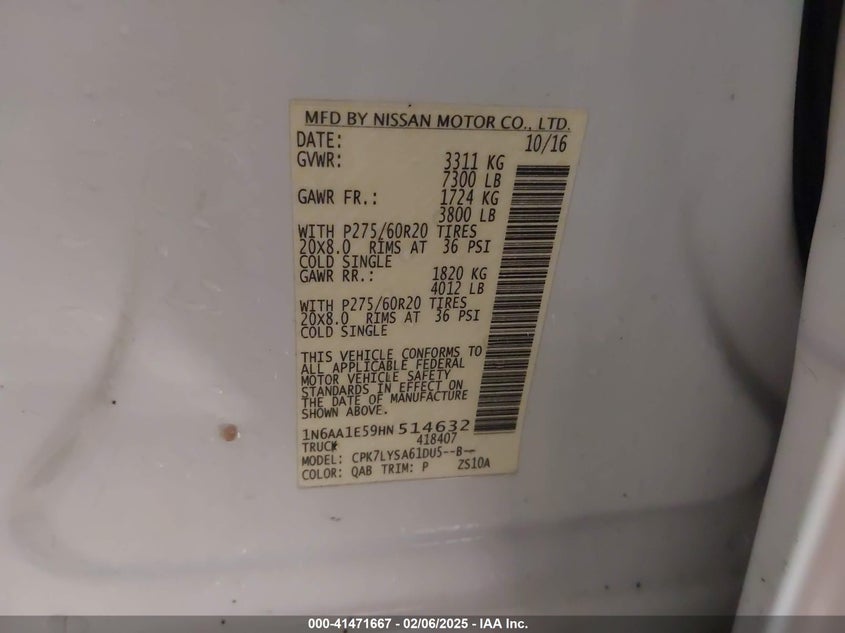 MFD BY NISSAN MOTOR CO., LTD.
DATE: 10/16
GVWR: 3311 KG
7300 LB
GAWR FR.: 1724 KG
3800 LB
WITH P275/60R20 TIRES
20X8.0 RIMS AT 36 PSI
COLD SINGLE
GAWR RR.: 1820 KG
4012 LB
WITH P275/60R20 TIRES
20X8.0 RIMS AT 36 PSI
COLD SINGLE
THIS VEHICLE CONFORMS TO
ALL APPLICABLE FEDERAL
MOTOR VEHICLE SAFETY
STANDARDS IN EFFECT ON
THE DATE OF MANUFACTURE
SHOWN ABOVE.
1N6AA1E59HN514632
TRUCK 418407
MODEL: CPK7LYSA61DU5--B--
COLOR: QAB TRIM: P ZS10A
000-41471667 - 02/06/2025 - IAA Inc.